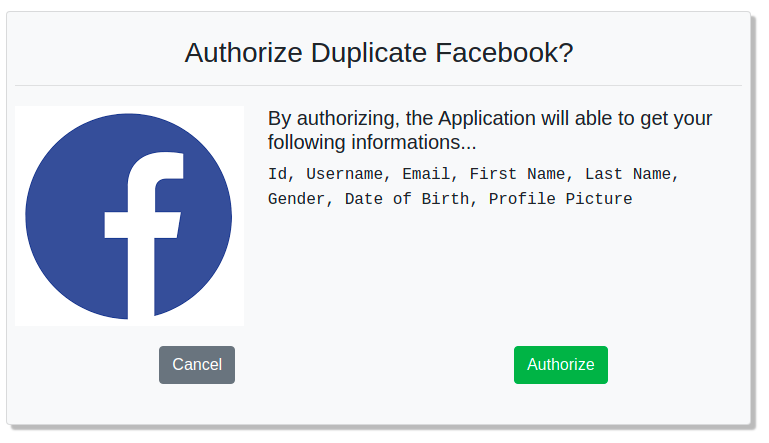 Authorize Duplicate Facebook?
By authorizing, the Application will able to get your
following informations...
Id, Username, Email, First Name, Last Name,
Gender, Date of Birth, Profile Picture
Cancel
Authorize